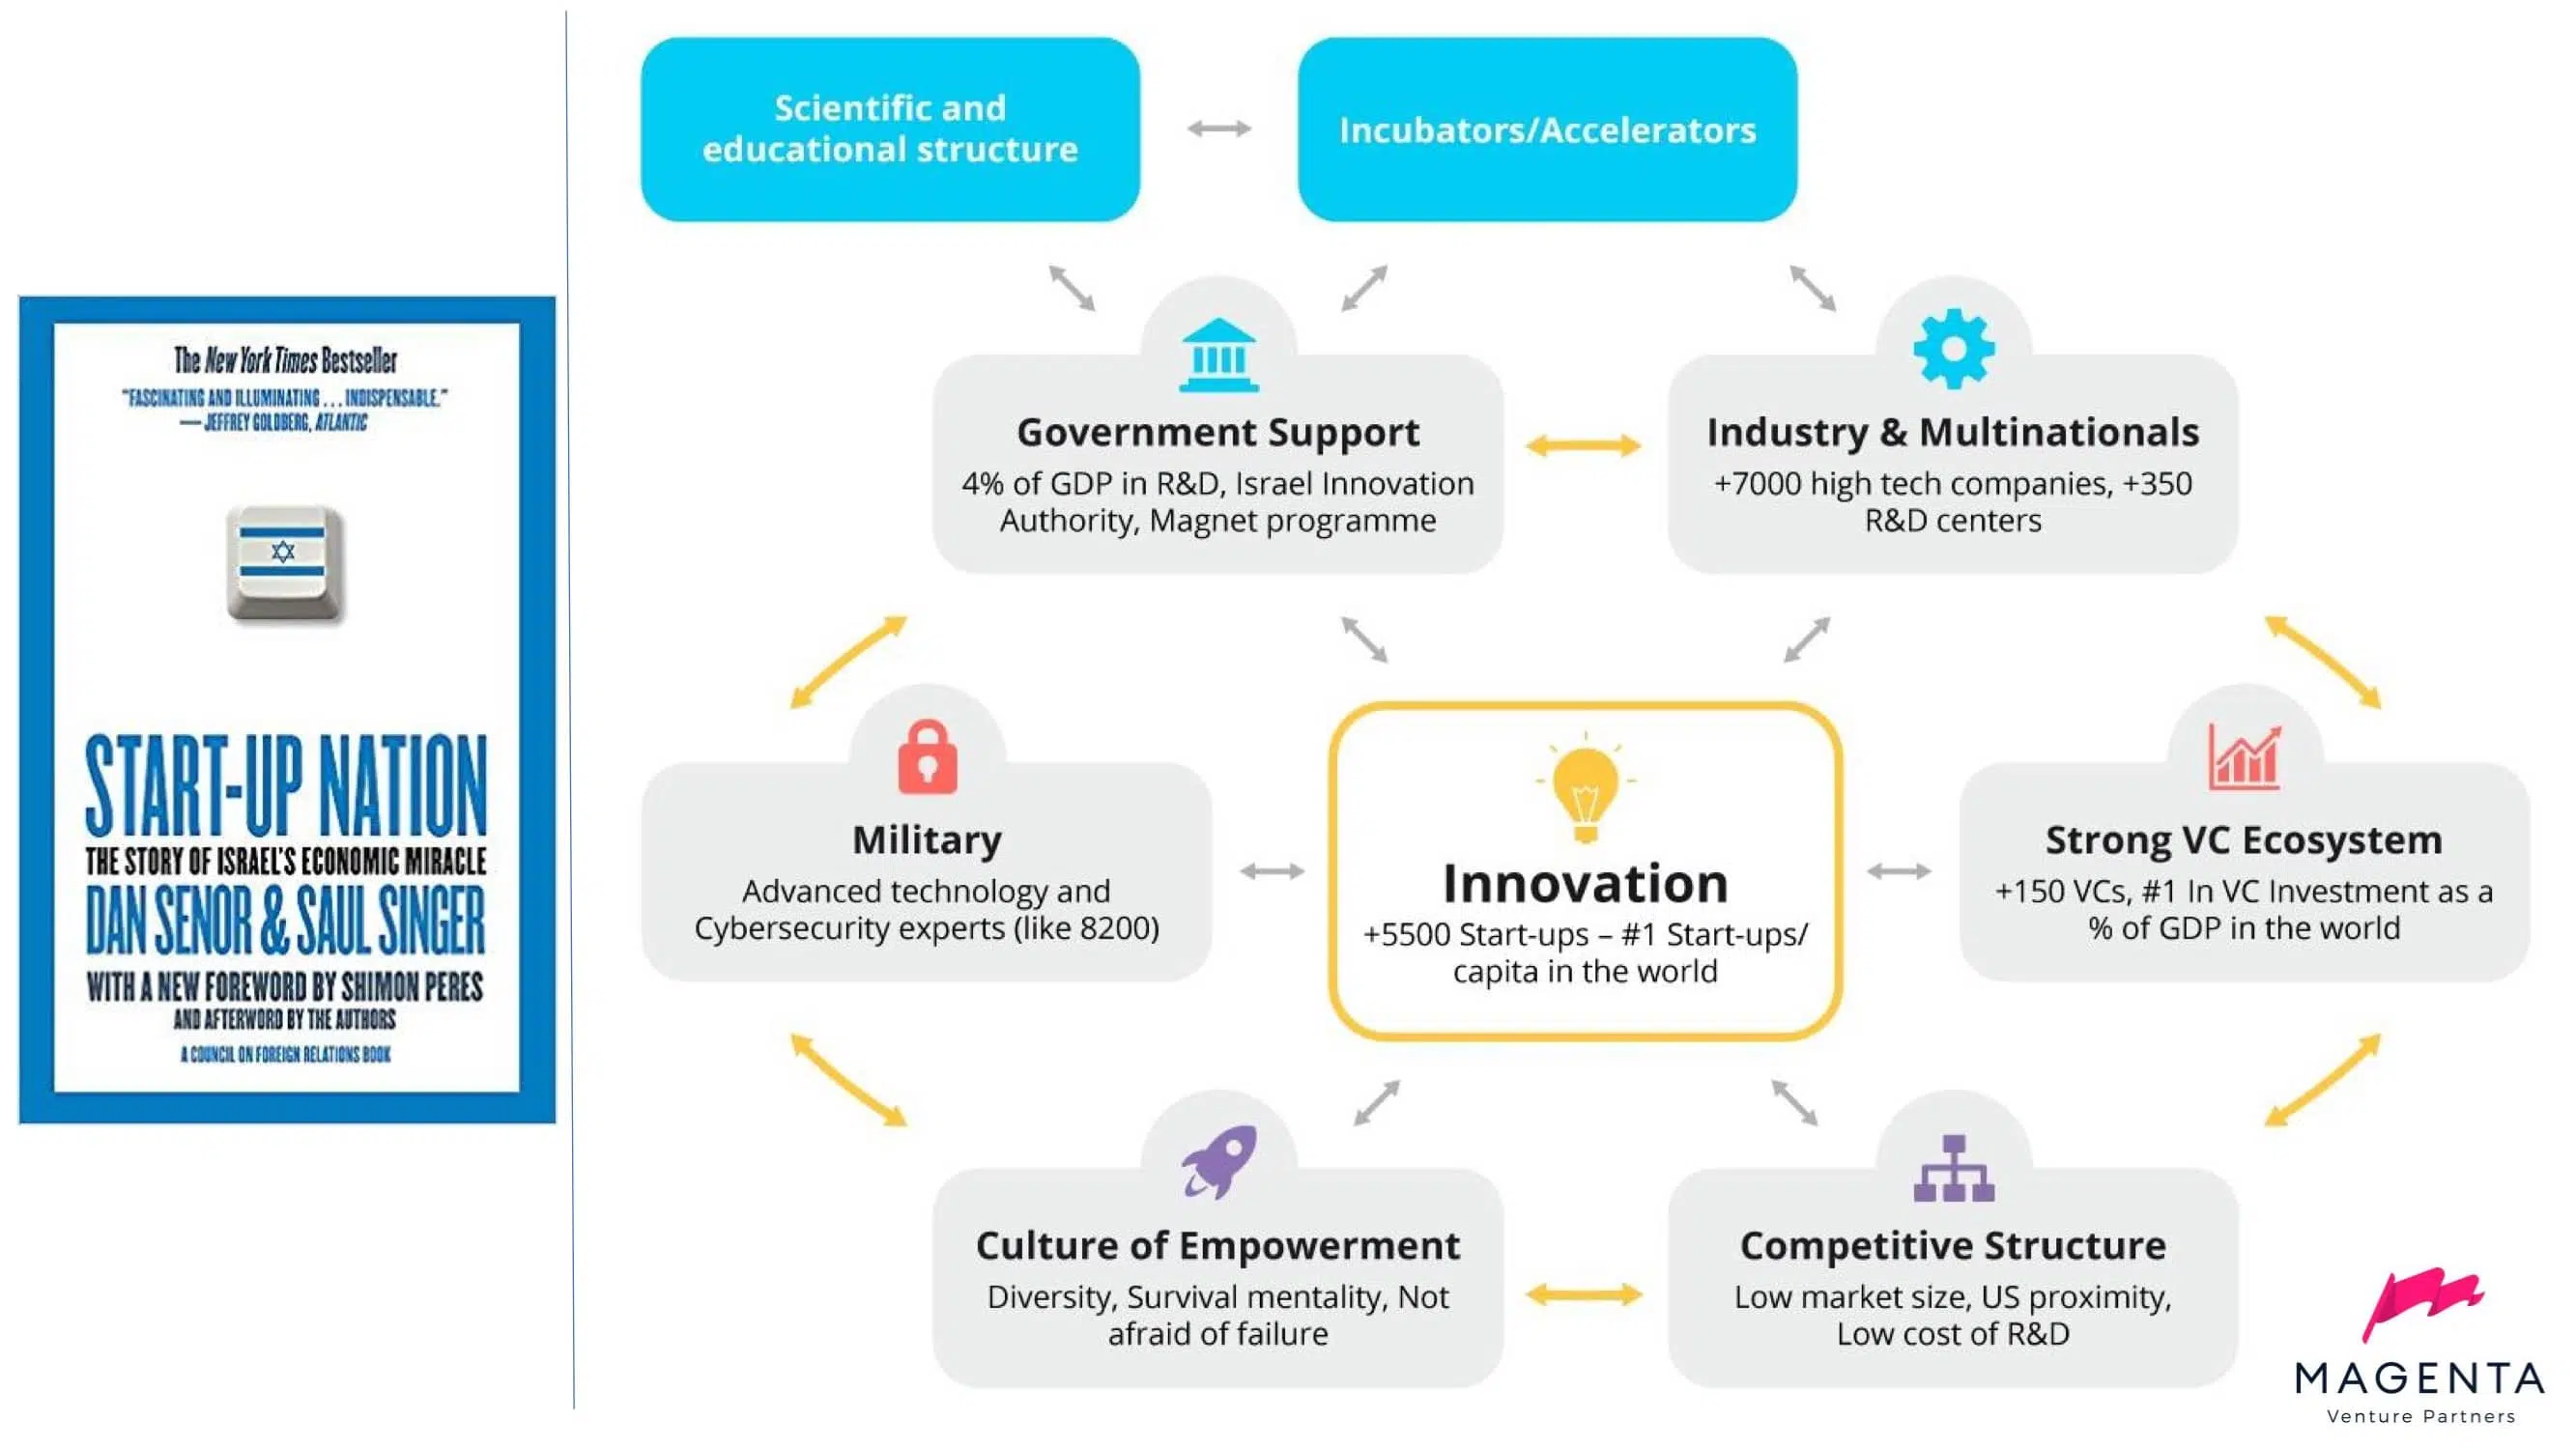 The New York Times Bestseller
"FASCINATING AND ILLUMINATING . . . INDISPENSABLE."
— JEFFREY GOLDBERG, ATLANTIC
START-UP NATION
THE STORY OF ISRAEL'S ECONOMIC MIRACLE
DAN SENOR & SAUL SINGER
WITH A NEW FOREWORD BY SHIMON PERES
AND AFTERWORD BY THE AUTHORS
A COUNCIL ON FOREIGN RELATIONS BOOK
Scientific and
educational structure
Incubators/Accelerators
Government Support
4% of GDP in R&D, Israel Innovation
Authority, Magnet programme
Industry & Multinationals
+7000 high tech companies, +350
R&D centers
Military
Advanced technology and
Cybersecurity experts (like 8200)
Innovation
+5500 Start-ups – #1 Start-ups/
capita in the world
Strong VC Ecosystem
+150 VCs, #1 In VC Investment as a
% of GDP in the world
Culture of Empowerment
Diversity, Survival mentality, Not
afraid of failure
Competitive Structure
Low market size, US proximity,
Low cost of R&D
MAGENTA
Venture Partners